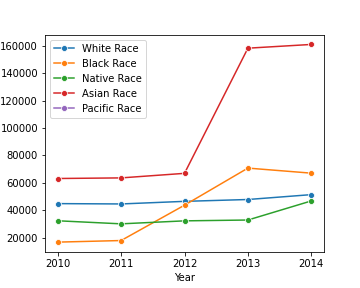 White Race
Black Race
Native Race
Asian Race
Pacific Race
160000
140000
120000
100000
80000
60000
40000
20000
2010 2011 2012 2013 2014
Year